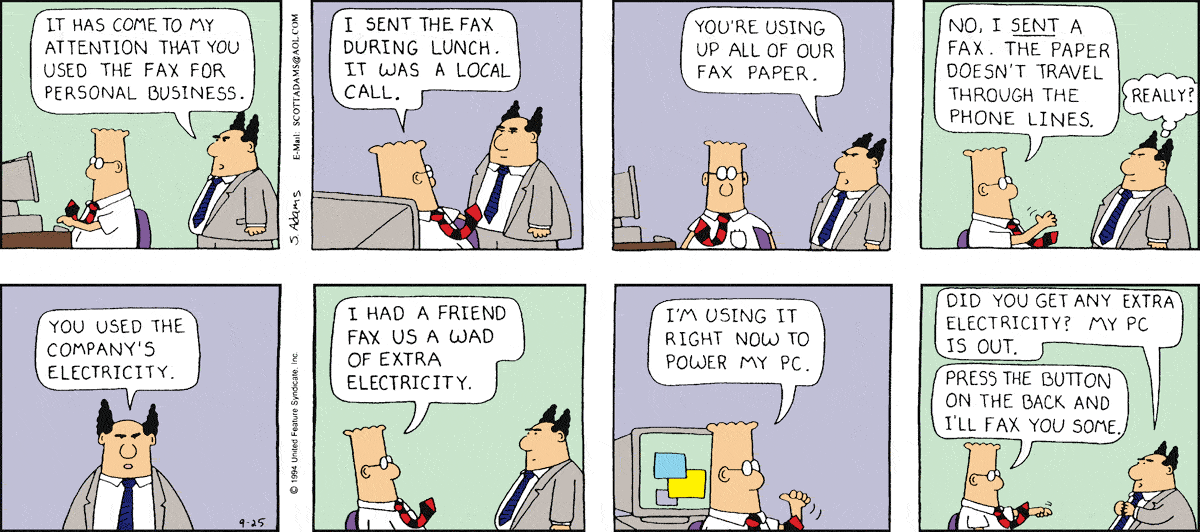 IT HAS COME TO MY
ATTENTION THAT YOU
USED THE FAX FOR
PERSONAL BUSINESS.
S. Adams
E-Mail: SCOTTADAMS@AOL.COM
I SENT THE FAX
DURING LUNCH.
IT WAS A LOCAL
CALL.
YOU'RE USING
UP ALL OF OUR
FAX PAPER.
NO, I SENT A
FAX. THE PAPER
DOESN'T TRAVEL
THROUGH THE
PHONE LINES.
REALLY?
YOU USED THE
COMPANY'S
ELECTRICITY.
9-25
© 1994 United Feature Syndicate, Inc.
I HAD A FRIEND
FAX US A WAD
OF EXTRA
ELECTRICITY.
I'M USING IT
RIGHT NOW TO
POWER MY PC.
DID YOU GET ANY EXTRA
ELECTRICITY? MY PC
IS OUT.
PRESS THE BUTTON
ON THE BACK AND
I'LL FAX YOU SOME.